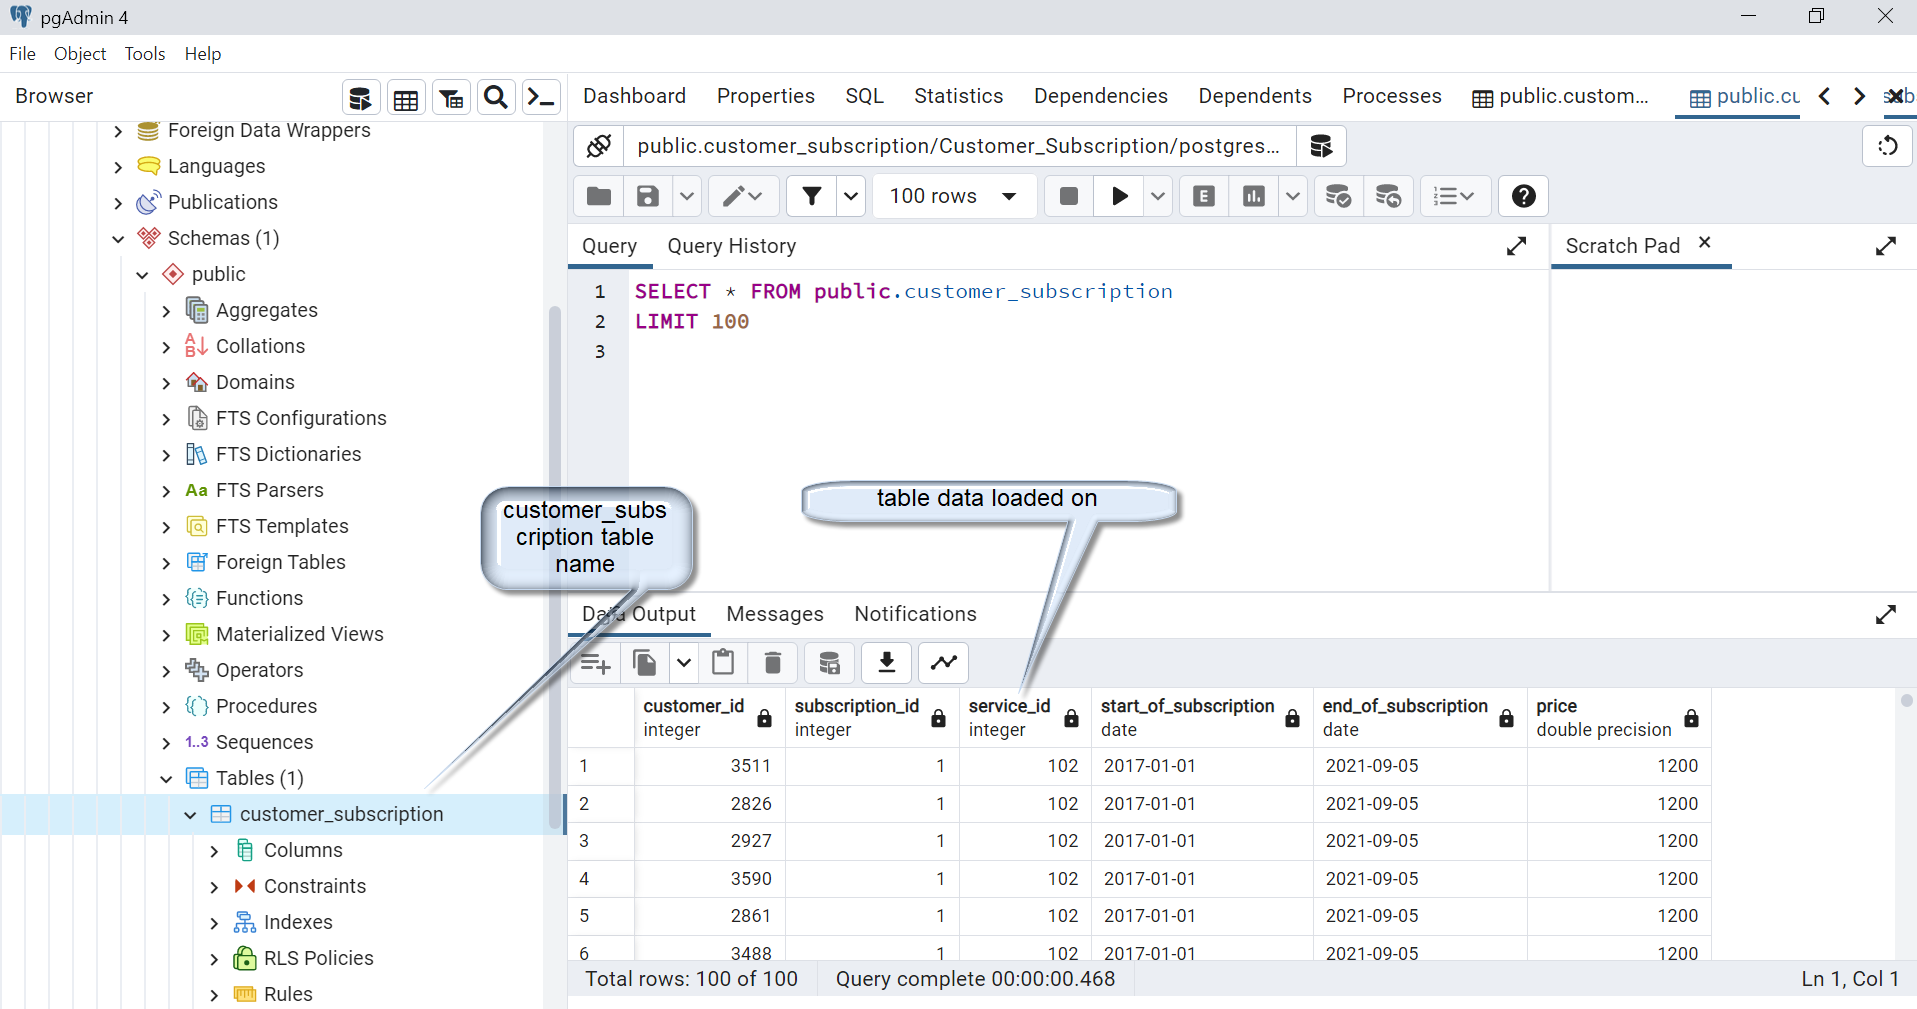 pgAdmin 4
File Object Tools Help
Browser
Dashboard Properties SQL Statistics Dependencies Dependents Processes public.custom... public.cu
public.customer_subscription/Customer_Subscription/postgres...
100 rows
E
Query Query History
Scratch Pad
1 SELECT * FROM public.customer_subscription
2 LIMIT 100
3
Foreign Data Wrappers
Languages
Publications
Schemas (1)
public
Aggregates
Collations
Domains
FTS Configurations
FTS Dictionaries
Aa FTS Parsers
FTS Templates
Foreign Tables
Functions
Materialized Views
Operators
Procedures
1..3 Sequences
Tables (1)
customer_subscription
Columns
Constraints
Indexes
RLS Policies
Rules
customer_subs
cription table
name
table data loaded on
Data Output Messages Notifications
customer_id subscription_id service_id start_of_subscription end_of_subscription price
integer integer integer date date double precision
1 3511 1 102 2017-01-01 2021-09-05 1200
2 2826 1 102 2017-01-01 2021-09-05 1200
3 2927 1 102 2017-01-01 2021-09-05 1200
4 3590 1 102 2017-01-01 2021-09-05 1200
5 2861 1 102 2017-01-01 2021-09-05 1200
6 3488 1 102 2017-01-01 2021-09-05 1200
Total rows: 100 of 100 Query complete 00:00:00.468 Ln 1, Col 1